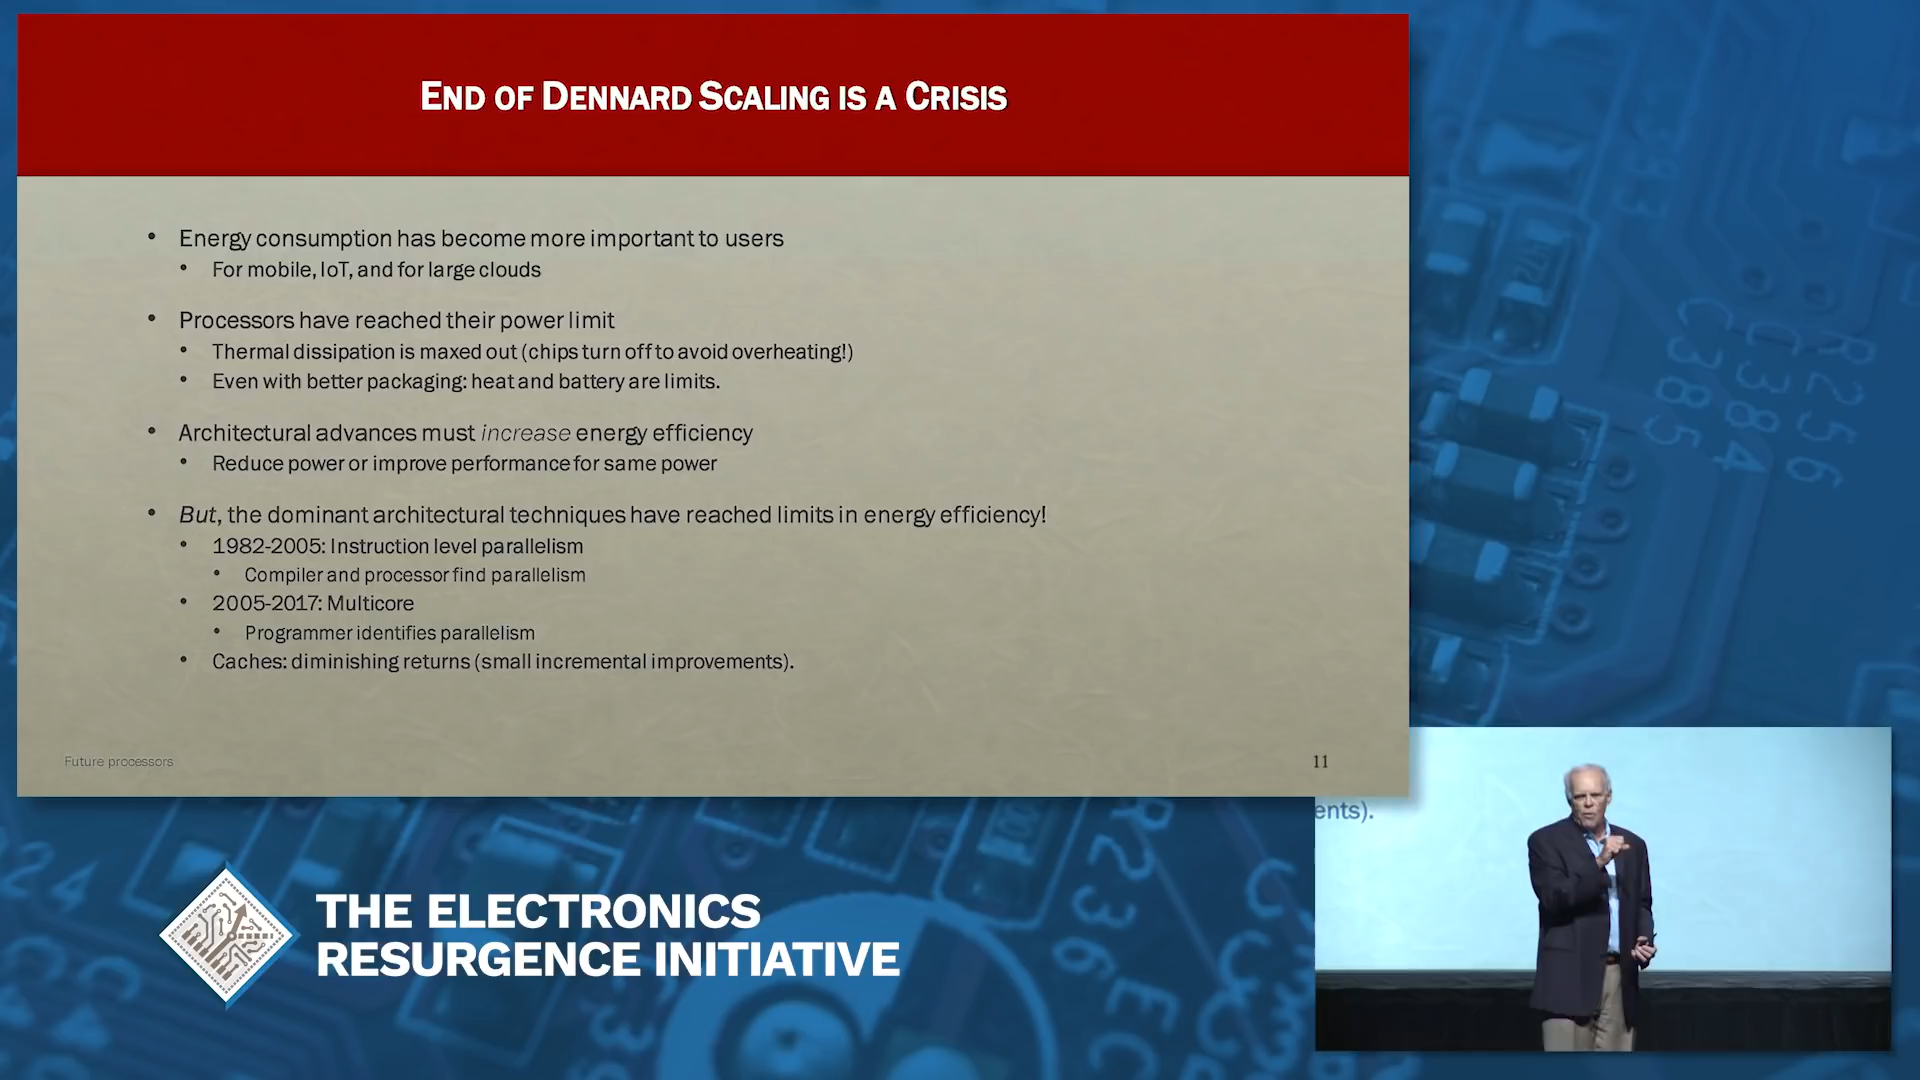 END OF DENNARD SCALING IS A CRISIS
• Energy consumption has become more important to users
• For mobile, IoT, and for large clouds
• Processors have reached their power limit
• Thermal dissipation is maxed out (chips turn off to avoid overheating!)
• Even with better packaging: heat and battery are limits.
• Architectural advances must increase energy efficiency
• Reduce power or improve performance for same power
• But, the dominant architectural techniques have reached limits in energy efficiency!
• 1982-2005: Instruction level parallelism
• Compiler and processor find parallelism
• 2005-2017: Multicore
• Programmer identifies parallelism
• Caches: diminishing returns (small incremental improvements).
Future processors
11
ents).
THE ELECTRONICS
RESURGENCE INITIATIVE
R256
C384
C385
R236